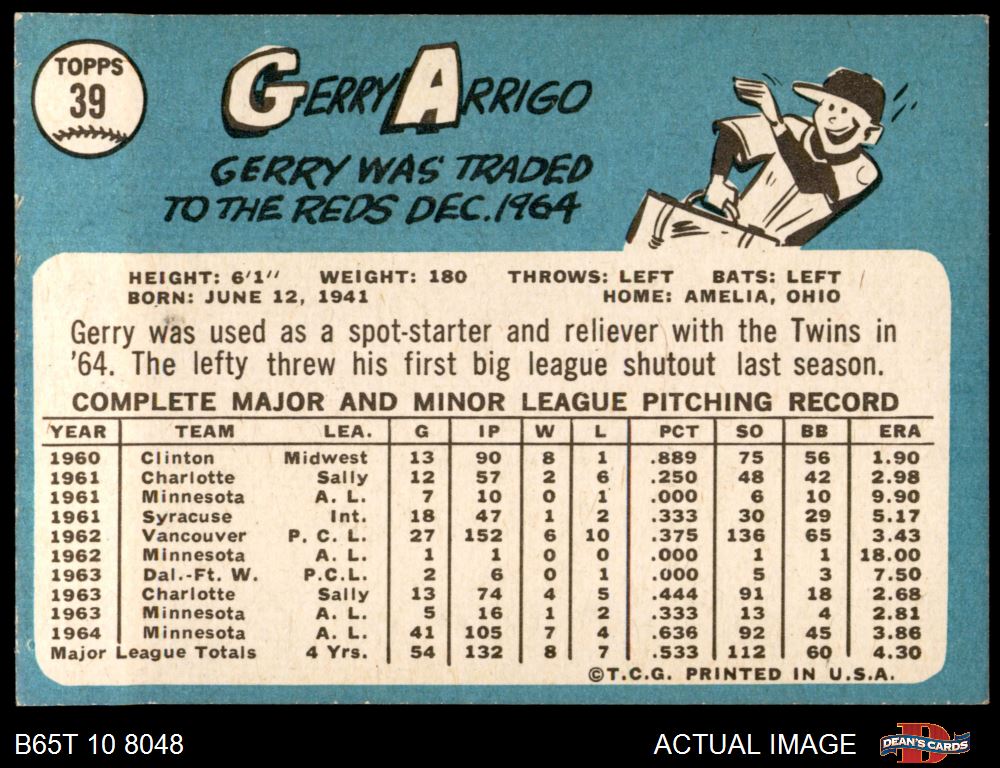 TOPPS
39
GERRY ARRIGO
GERRY WAS TRADED
TO THE REDS DEC. 1964
HEIGHT: 6'1" WEIGHT: 180 THROWS: LEFT BATS: LEFT
BORN: JUNE 12, 1941 HOME: AMELIA, OHIO
Gerry was used as a spot-starter and reliever with the Twins in
'64. The lefty threw his first big league shutout last season.
COMPLETE MAJOR AND MINOR LEAGUE PITCHING RECORD
YEAR TEAM LEA. G IP W L PCT SO BB ERA
1960 Clinton Midwest 13 90 8 1 .889 75 56 1.90
1961 Charlotte Sally 12 57 2 6 .250 48 42 2.98
1961 Minnesota A. L. 7 10 0 1 .000 6 10 9.90
1961 Syracuse Int. 18 47 1 2 .333 30 29 5.17
1962 Vancouver P. C. L. 27 152 6 10 .375 136 65 3.43
1962 Minnesota A. L. 1 1 0 0 .000 1 1 18.00
1963 Dal.-Ft. W. P.C.L. 2 6 0 1 .000 5 3 7.50
1963 Charlotte Sally 13 74 4 5 .444 91 18 2.68
1963 Minnesota A. L. 5 16 1 2 .333 13 4 2.81
1964 Minnesota A. L. 41 105 7 4 .636 92 45 3.86
Major League Totals 4 Yrs. 54 132 8 7 .533 112 60 4.30
©T.C.G. PRINTED IN U.S.A.
B65T 10 8048 ACTUAL IMAGE DEAN'S CARDS